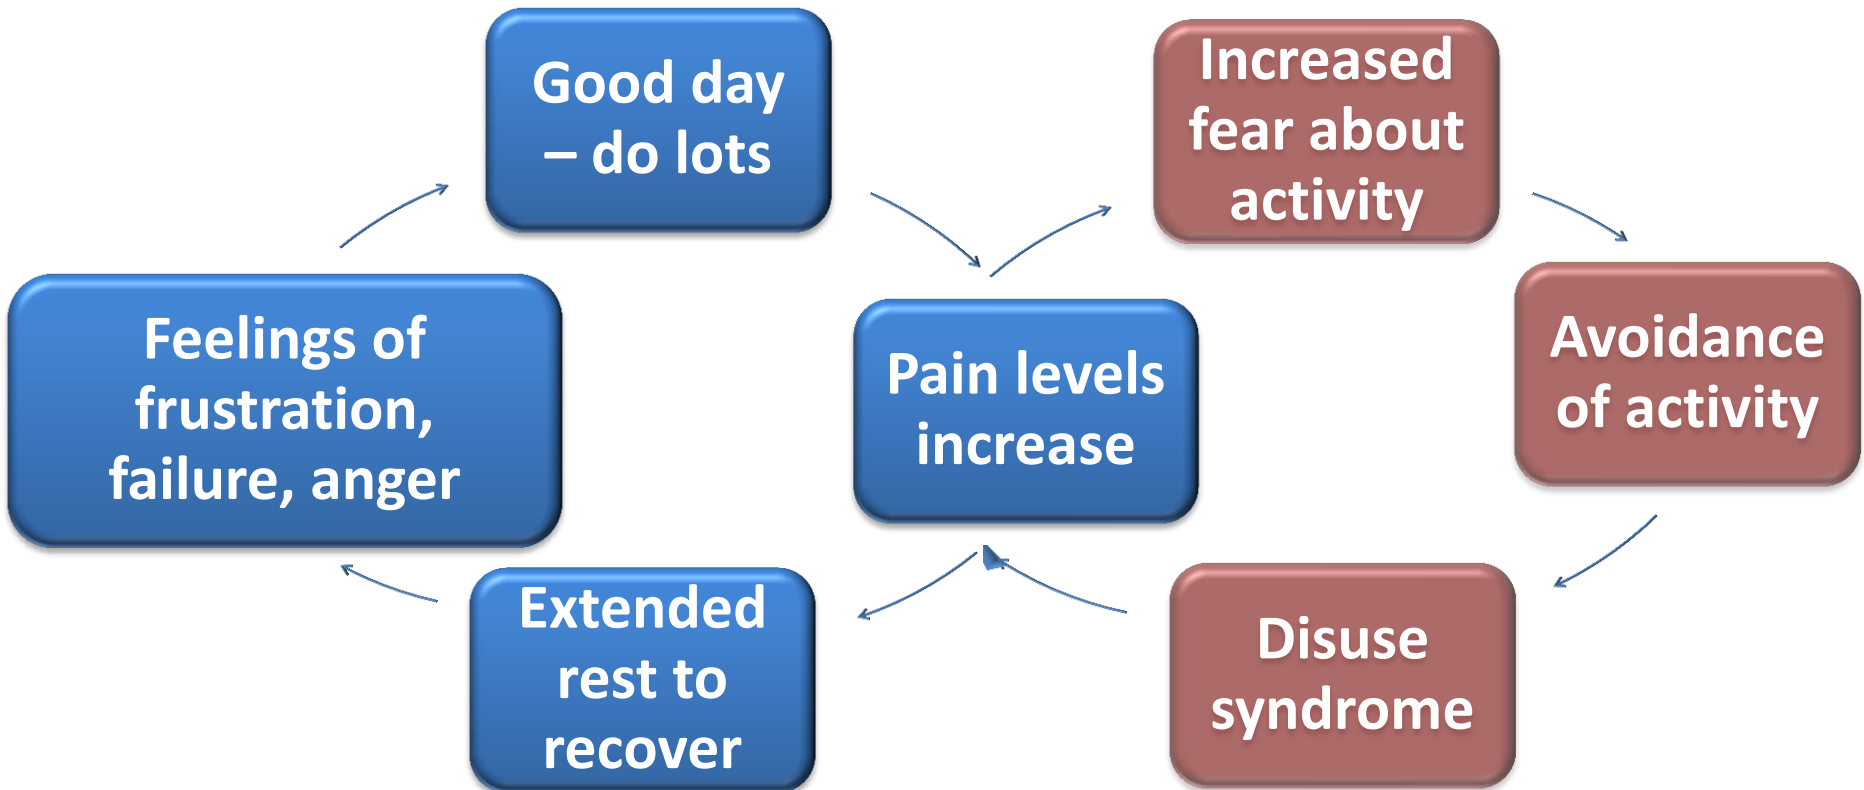 Good day
– do lots
Increased
fear about
activity
Feelings of
frustration,
failure, anger
Pain levels
increase
Avoidance
of activity
Extended
rest to
recover
Disuse
syndrome